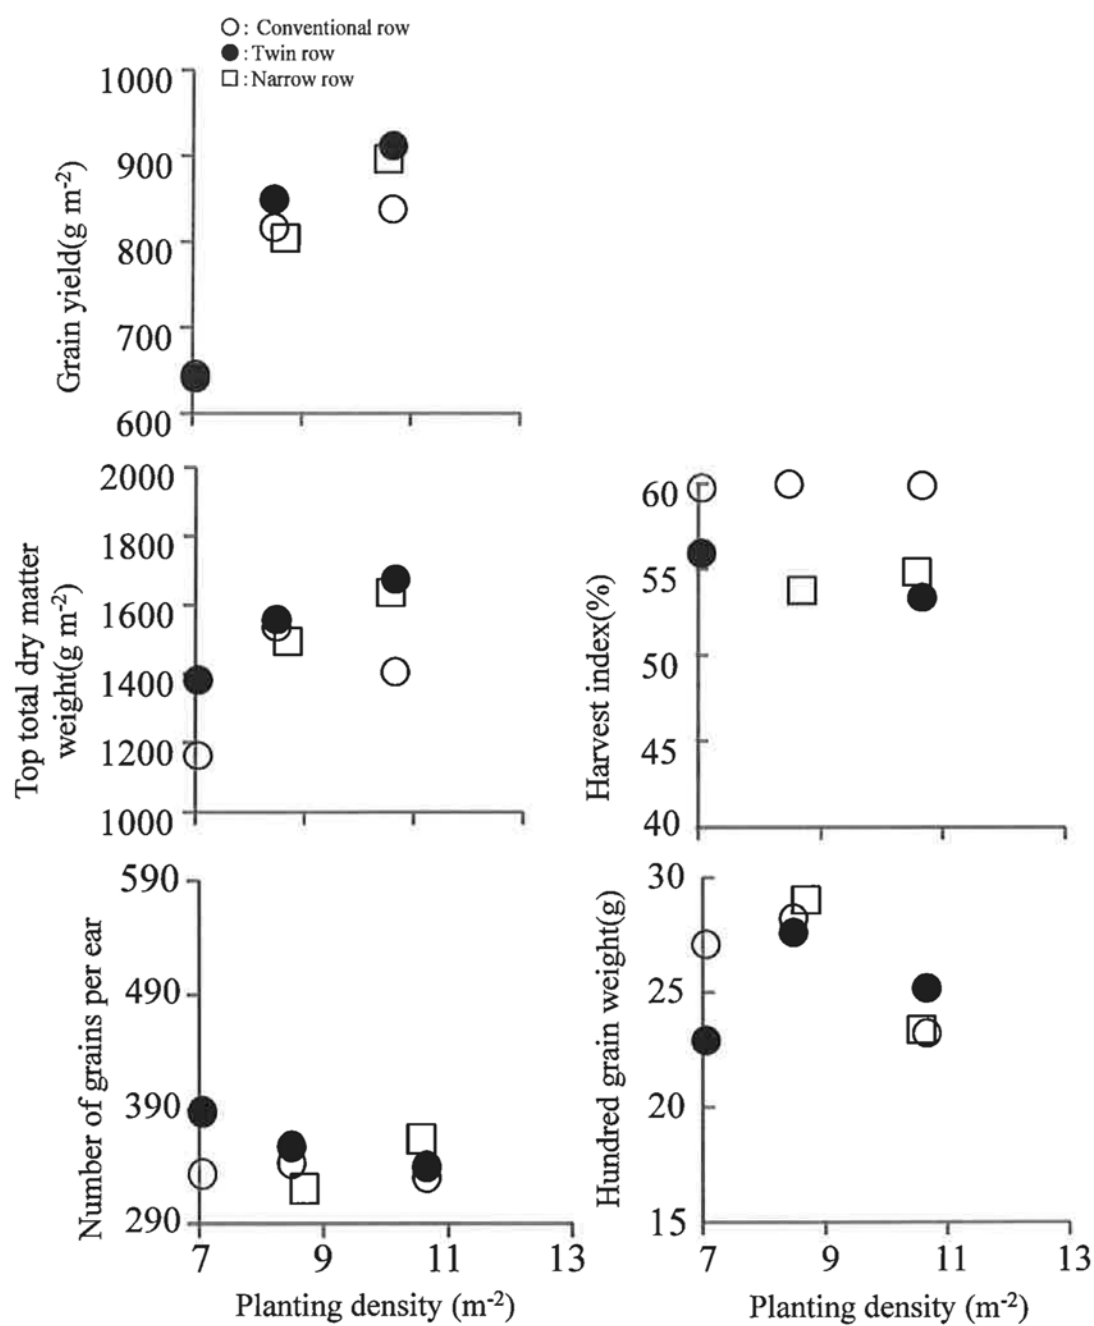 ○: Conventional row
●: Twin row
□: Narrow row
1000
900
800
700
600
Grain yield(g m-2)
2000
1800
1600
1400
1200
1000
Top total dry matter
weight(g m-2)
60
55
50
45
40
Harvest index(%)
590
490
390
290
Number of grains per ear
7 9 11 13
Planting density (m-2)
30
25
20
15
Hundred grain weight(g)
7 9 11 13
Planting density (m-2)